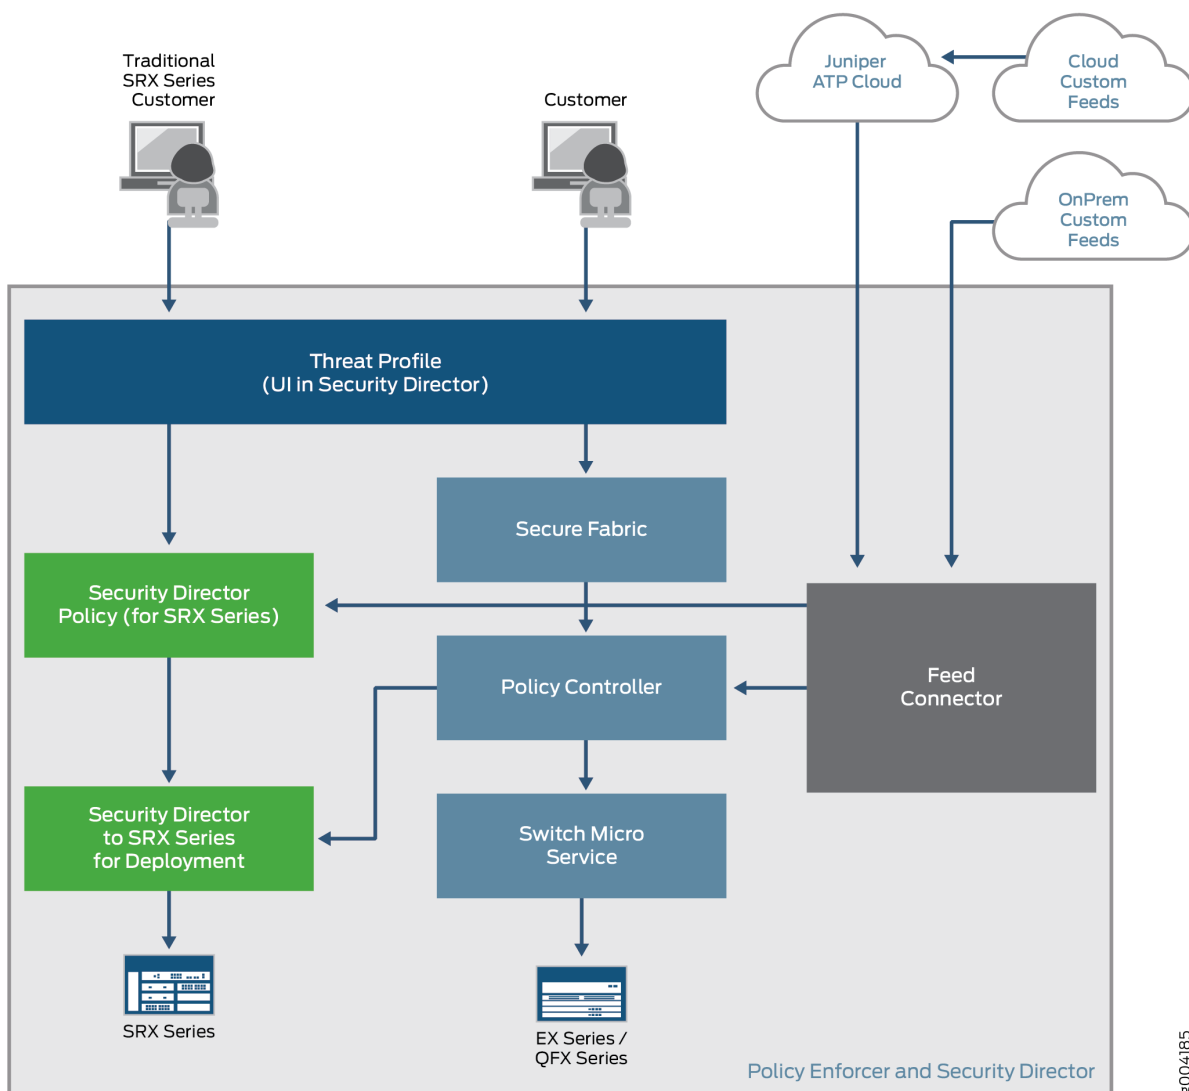 Traditional
SRX Series
Customer
Customer
Juniper
ATP Cloud
Cloud
Custom
Feeds
OnPrem
Custom
Feeds
Threat Profile
(UI in Security Director)
Secure Fabric
Security Director
Policy (for SRX Series)
Policy Controller
Feed
Connector
Security Director
to SRX Series
for Deployment
Switch Micro
Service
SRX Series
EX Series /
QFX Series
Policy Enforcer and Security Director
g004185